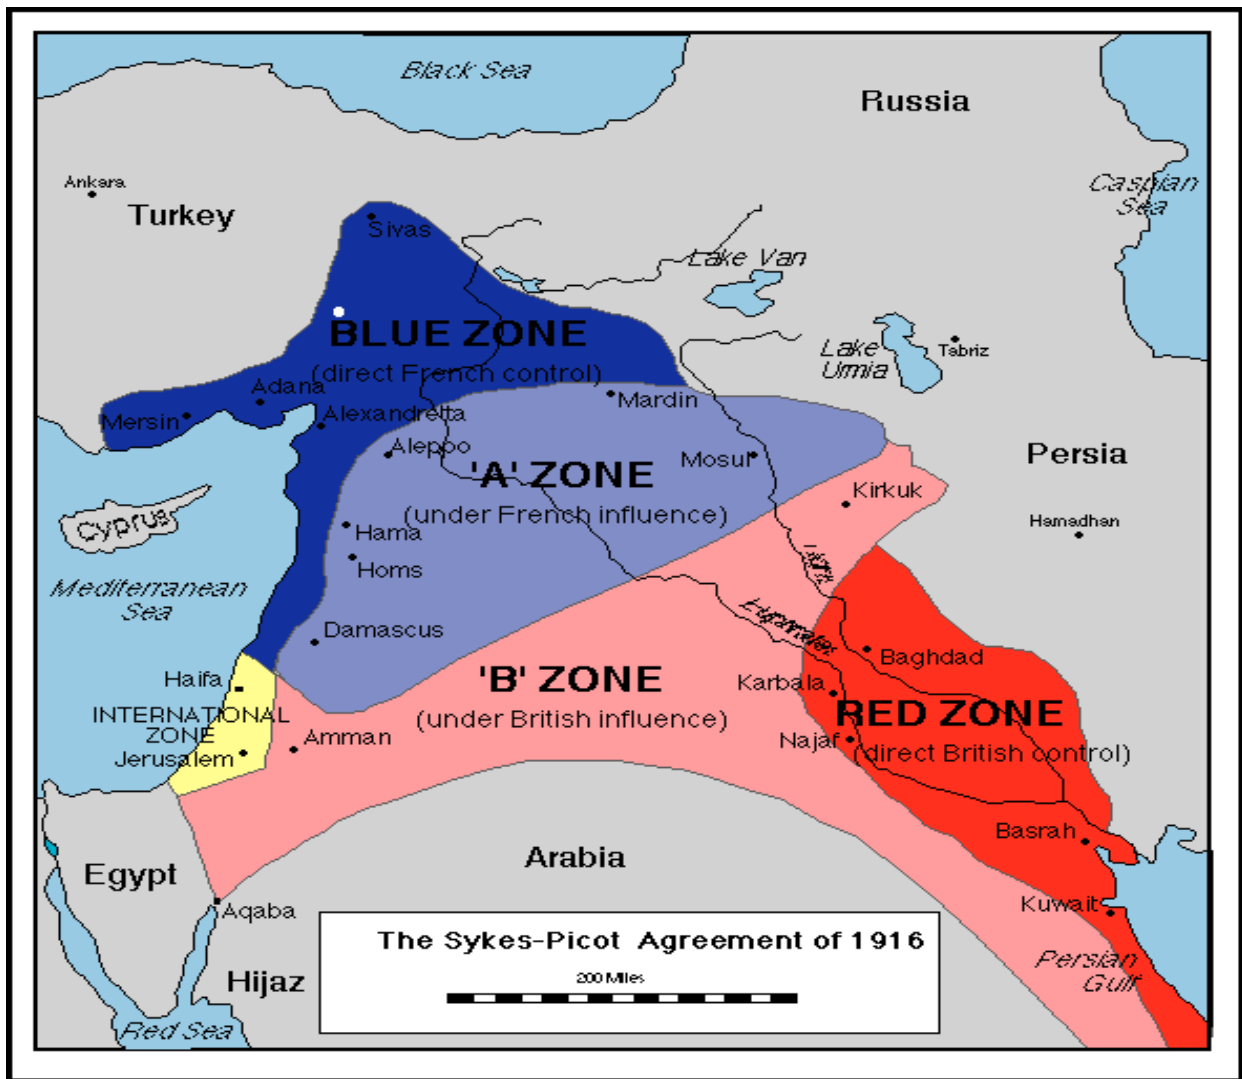 Black Sea
Russia
Caspian
Sea
Ankara
Turkey
Sivas
Lake Van
BLUE ZONE
(direct French control)
Lake
Urmia
Tabriz
Adana
Mersin
Alexandretta
Mardin
Aleppo
'A' ZONE
(under French influence)
Mosul
Persia
Kirkuk
Cyprus
Hamadhan
Hama
Homs
Tigris
Mediterranean
Sea
Euphrates
Damascus
Baghdad
Haifa
'B' ZONE
(under British influence)
Karbala
INTERNATIONAL
ZONE
Jerusalem
Amman
RED ZONE
(direct British control)
Najaf
Basrah
Egypt
Arabia
Aqaba
Kuwait
The Sykes-Picot Agreement of 1916
200 Miles
Persian
Gulf
Hijaz
Red Sea